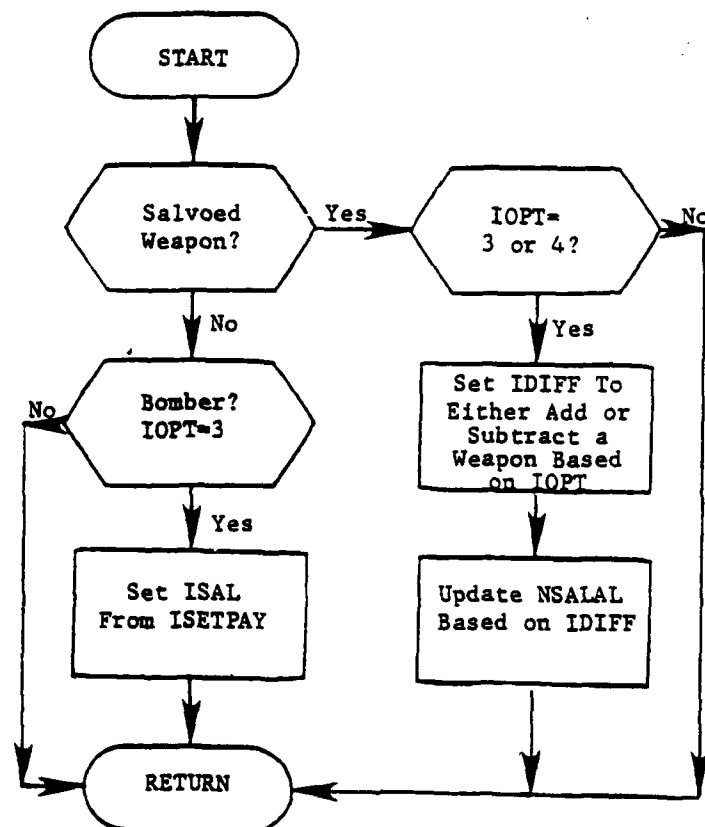 START
Salvoed
Weapon?
Yes
IOPT=
3 or 4?
No
No
Yes
Bomber?
IOPT=3
No
Set IDIFF To
Either Add or
Subtract a
Weapon Based
on IOPT
Yes
Set ISAL
From ISETPAY
Update NSALAL
Based on IDIFF
RETURN